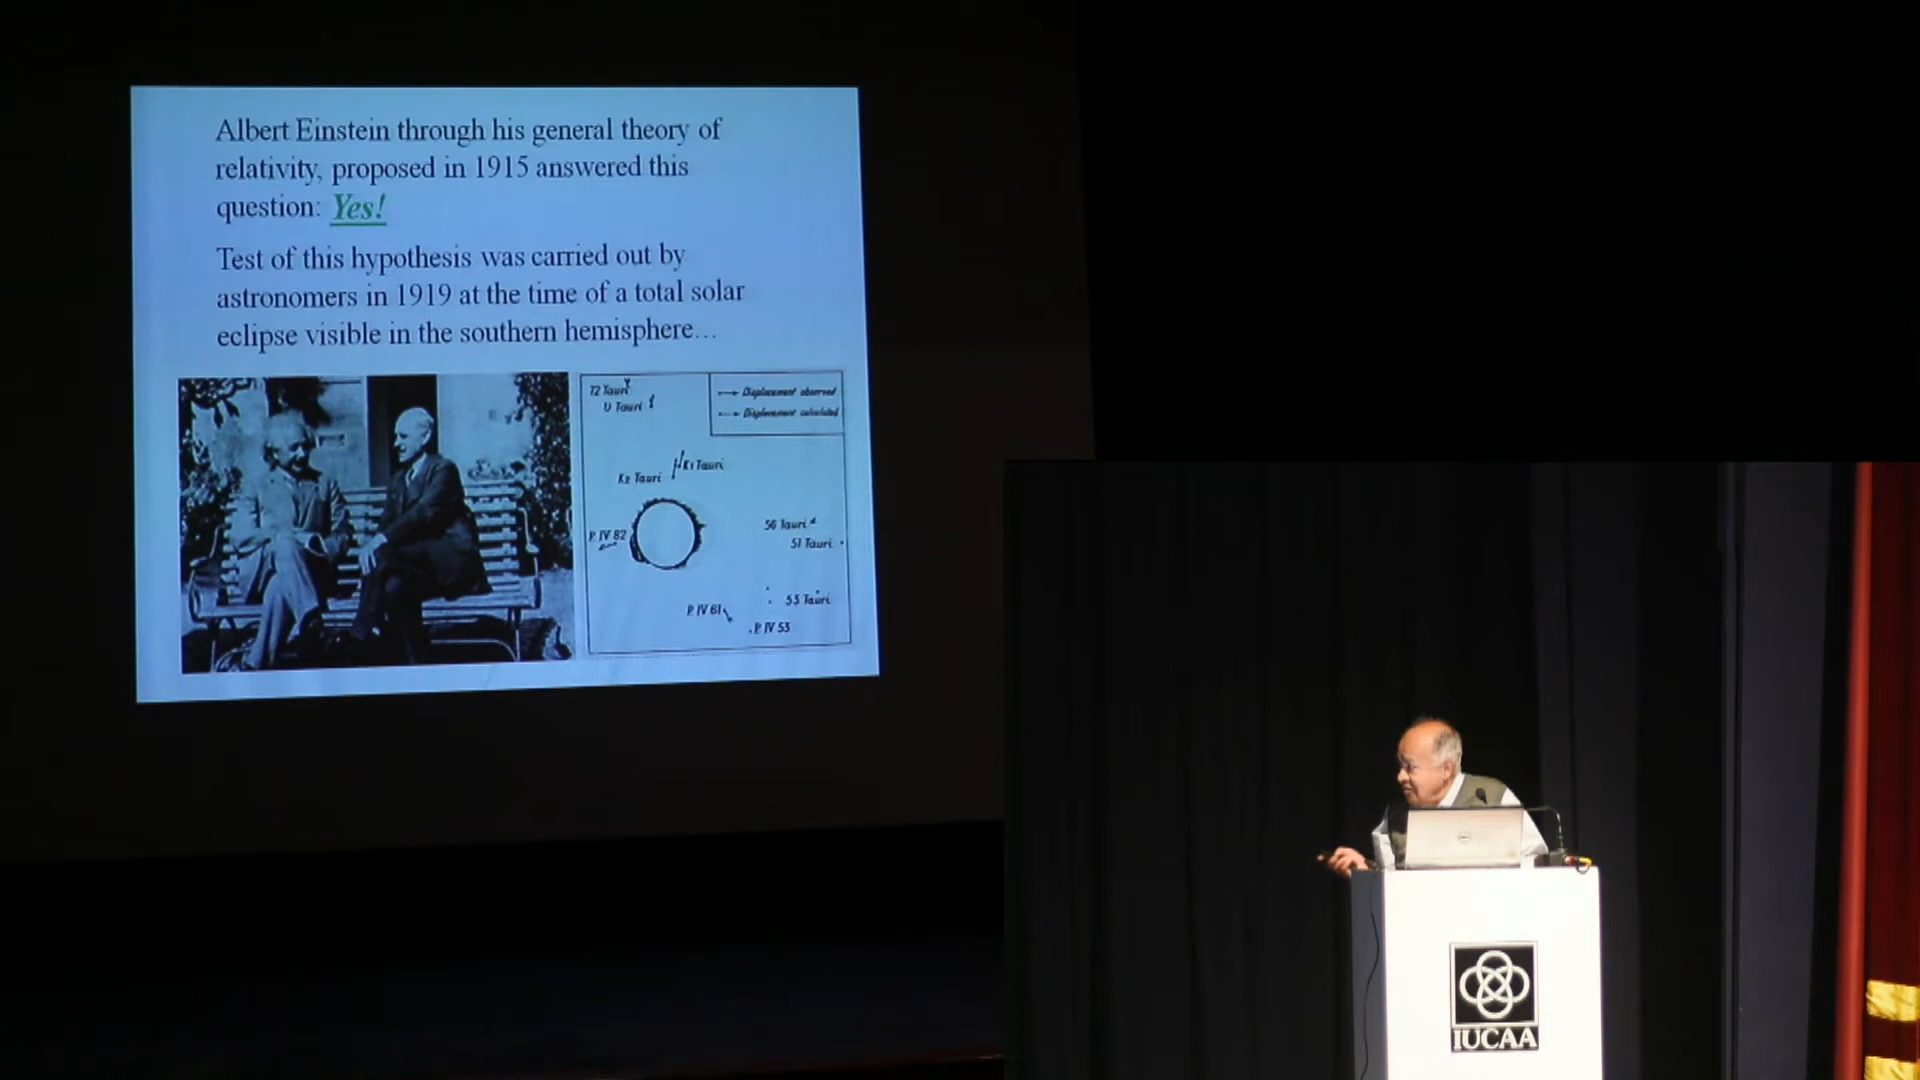 Albert Einstein through his general theory of
relativity, proposed in 1915 answered this
question: Yes!
Test of this hypothesis was carried out by
astronomers in 1919 at the time of a total solar
eclipse visible in the southern hemisphere...
72 Tauri
U Tauri
Displacement observed
Displacement calculated
K1 Tauri
K2 Tauri
P. IV 82
56 Tauri
51 Tauri
53 Tauri
P. IV 61
P. IV 53
IUCAA